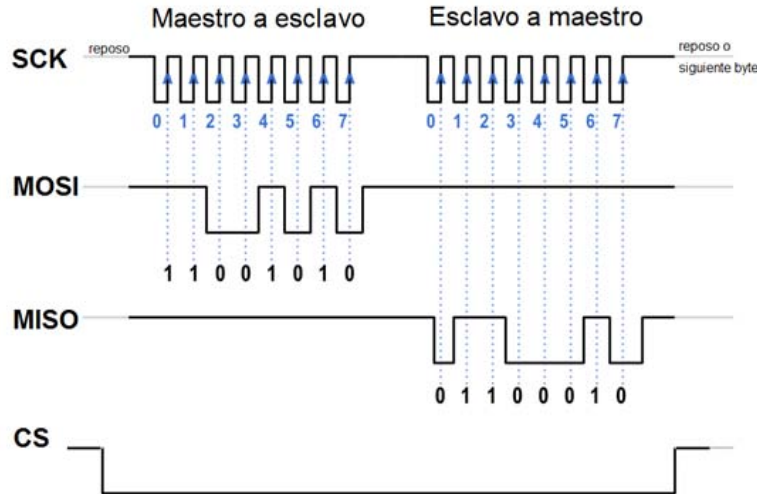 Maestro a esclavo Esclavo a maestro
SCK reposo reposo o
siguiente byte
0 1 2 3 4 5 6 7 0 1 2 3 4 5 6 7
MOSI
1 1 0 0 1 0 1 0
MISO
0 1 1 0 0 0 1 0
CS